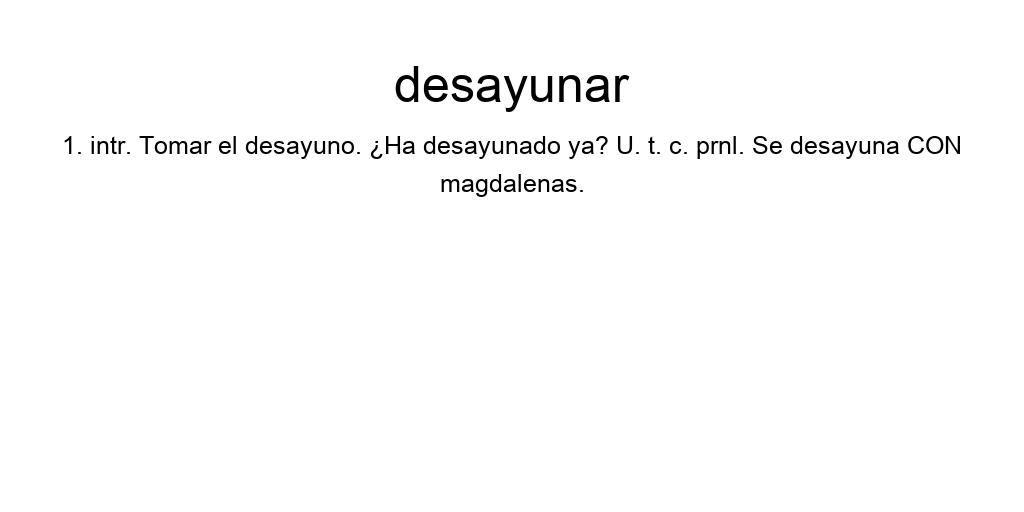 desayunar
1. intr. Tomar el desayuno. ¿Ha desayunado ya? U. t. c. prnl. Se desayuna CON
magdalenas.